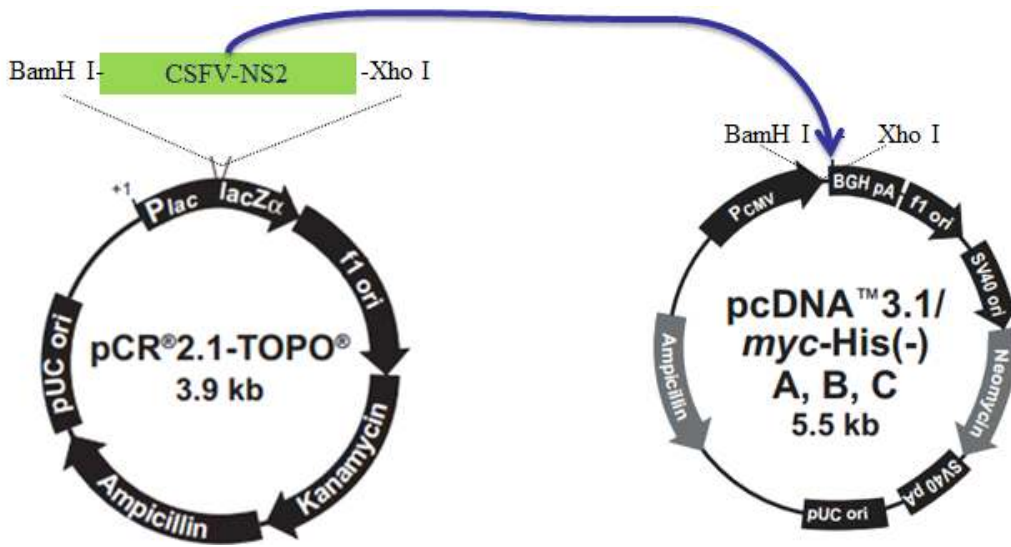 BamH I-
CSFV-NS2
-Xho I
+1
Plac
lacZα
f1 ori
Kanamycin
Ampicillin
pUC ori
pCR®2.1-TOPO®
3.9 kb
BamH I -
Xho I
PCMV
BGH pA
f1 ori
SV40 ori
Neomycin
SV40 pA
pUC ori
Ampicillin
pcDNA™3.1/
myc-His(-)
A, B, C
5.5 kb